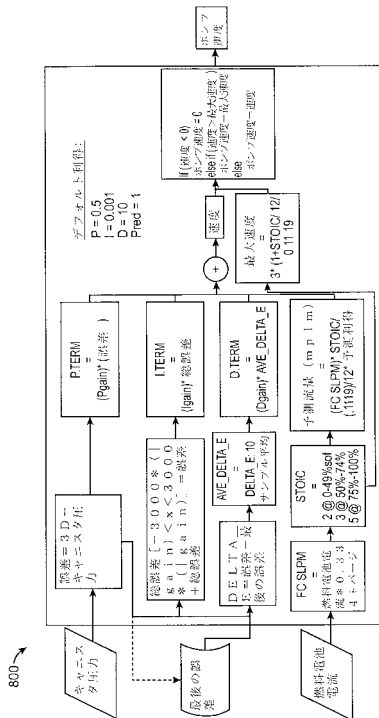 800
キャニス
タ圧力
最後の誤
差
燃料電池
電流
誤差=3D-
キャニスタ圧
力
総誤差 [-3000* (I
gain) <x<3000
* (Igain)] =誤差
+総誤差
DELTA_
E=誤差-最
後の誤差
AVE_DELTA_E
=
DELTA_E:10
サンプル平均
FC SLPM=
燃料電池電
流*0.33
4+パージ
STOIC
=
2 @ 0-49%sof
3 @ 50%-74%
5 @ 75%-100%
P.TERM
=
(Pgain)* (誤差)
I.TERM
=
(Igain)* 総誤差
D.TERM
=
(Dgain)* AVE_DELTA_E
予測流量 (mplm)
=
(FC SLPM)* STOIC/
(.1119)/12* 予測利得
デフォルト利得:
P = 0.5
I = 0.001
D = 10
Pred = 1
+
速度
最大速度
=
3* (1+STOIC/ 12/
0.1119
If (速度 < 0)
ポンプ速度 = 0
else if (速度>最大速度)
ポンプ速度=最大速度
else
ポンプ速度=速度
ポンプ
速度